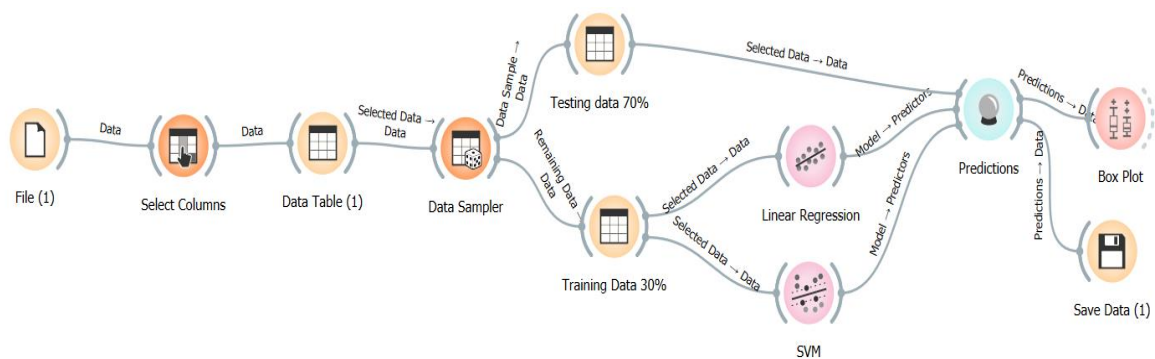 Data
Data
Selected Data → Data
Data Sample → Data
Remaining Data → Data
Selected Data → Data
Selected Data → Data
Selected Data → Data
Model → Predictors
Model → Predictors
Predictions → Data
Predictions → Data
File (1)
Select Columns
Data Table (1)
Data Sampler
Testing data 70%
Training Data 30%
Linear Regression
SVM
Predictions
Box Plot
Save Data (1)